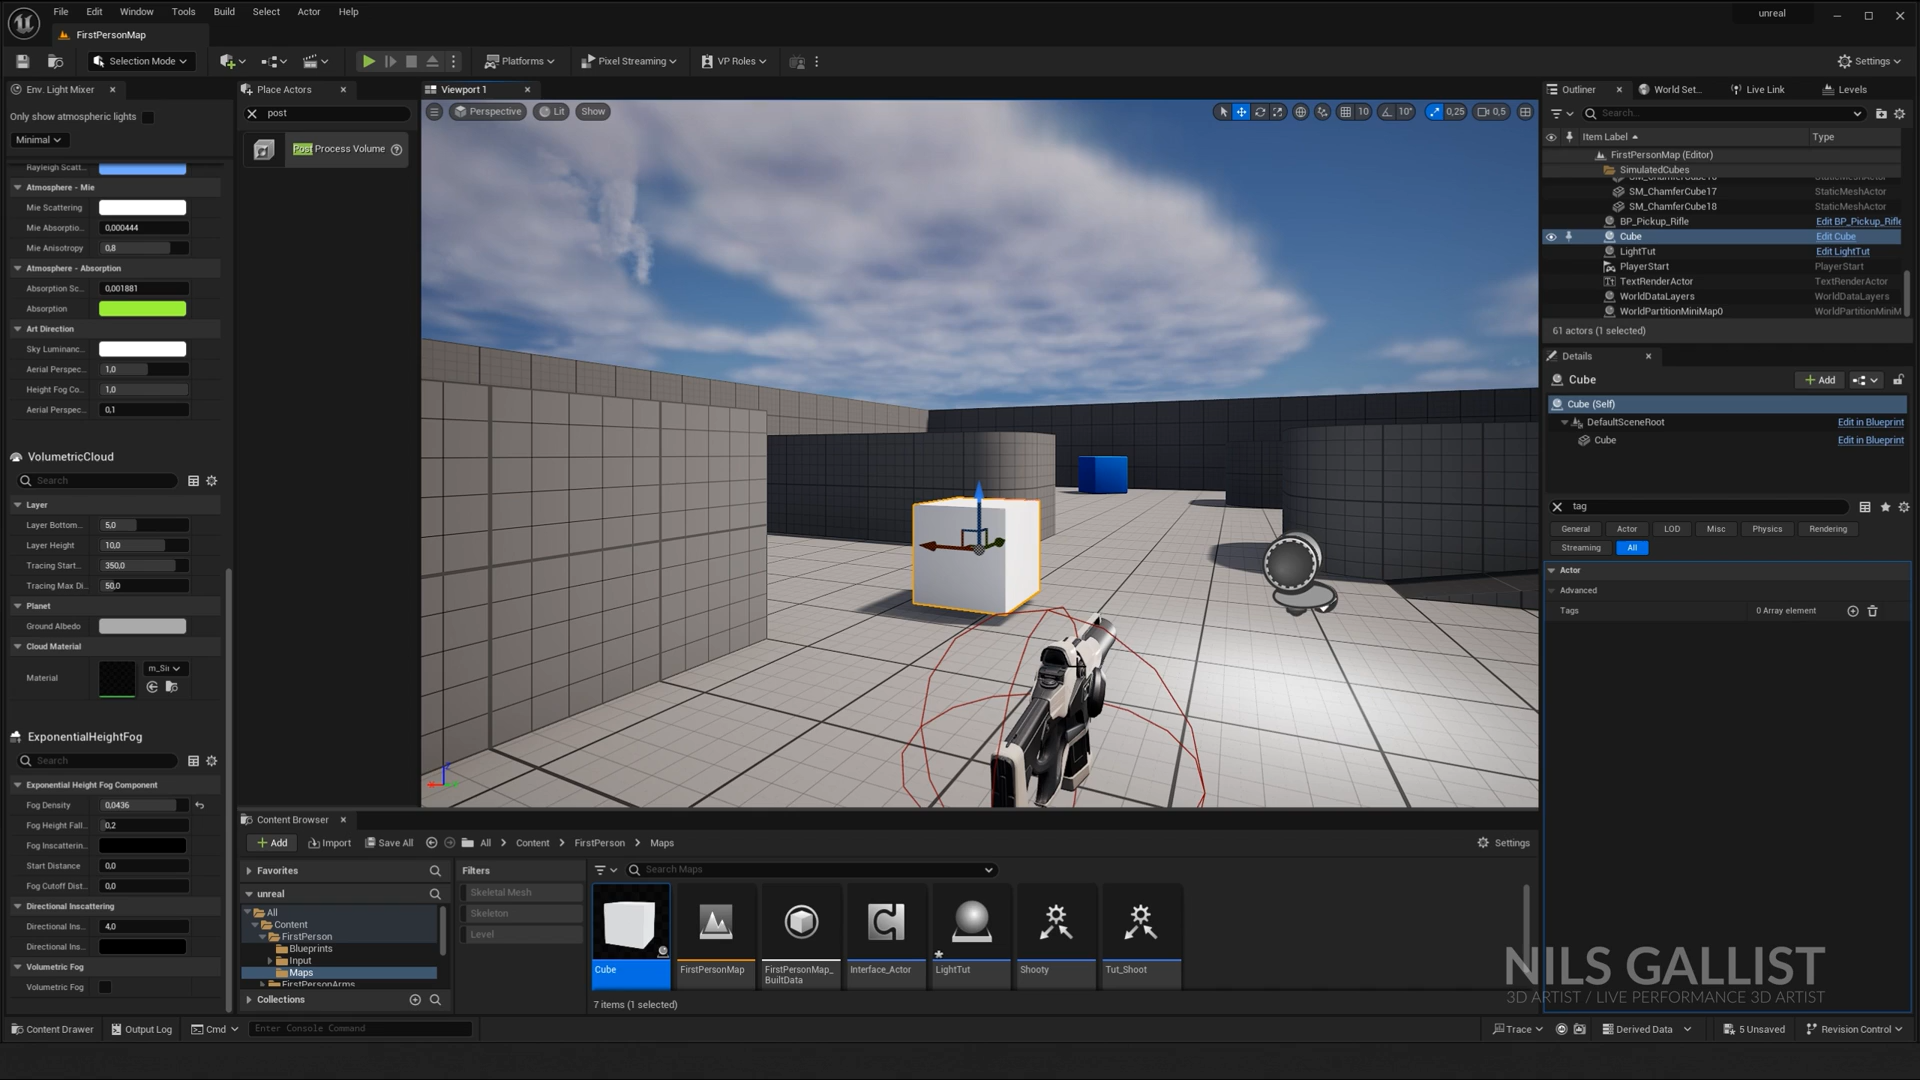 File Edit Window Tools Build Select Actor Help
unreal
FirstPersonMap
Selection Mode
Platforms
Pixel Streaming
VP Roles
Settings
Env. Light Mixer
Only show atmospheric lights
Minimal
Rayleigh Scatt...
Atmosphere - Mie
Mie Scattering
Mie Absorptio... 0,000444
Mie Anisotropy 0,8
Atmosphere - Absorption
Absorption Sc... 0,001881
Absorption
Art Direction
Sky Luminanc...
Aerial Perspec... 1,0
Height Fog Co... 1,0
Aerial Perspec... 0,1
VolumetricCloud
Search
Layer
Layer Bottom... 5,0
Layer Height 10,0
Tracing Start... 350,0
Tracing Max Di... 50,0
Planet
Ground Albedo
Cloud Material
Material
m_Sir
ExponentialHeightFog
Search
Exponential Height Fog Component
Fog Density 0,0436
Fog Height Fall... 0,2
Fog Inscatterin...
Start Distance 0,0
Fog Cutoff Dist... 0,0
Directional Inscattering
Directional Ins... 4,0
Directional Ins...
Volumetric Fog
Volumetric Fog
Place Actors
post
Post Process Volume
Viewport 1
Perspective Lit Show
10 10° 0,25 0,5
Outliner World Set... Live Link Levels
Search...
Item Label Type
FirstPersonMap (Editor)
SimulatedCubes
SM_ChamferCube17 StaticMeshActor
SM_ChamferCube18 StaticMeshActor
BP_Pickup_Rifle Edit BP_Pickup_Rifle
Cube Edit Cube
LightTut Edit LightTut
PlayerStart PlayerStart
TextRenderActor TextRenderActor
WorldDataLayers WorldDataLayers
WorldPartitionMiniMap0 WorldPartitionMiniM
61 actors (1 selected)
Details
Cube
Add
Cube (Self)
DefaultSceneRoot Edit in Blueprint
Cube Edit in Blueprint
tag
General Actor LOD Misc Physics Rendering
Streaming All
Actor
Advanced
Tags 0 Array element
Content Browser
Add Import Save All All Content FirstPerson Maps
Settings
Favorites
unreal
All
Content
FirstPerson
Blueprints
Input
Maps
FirstPersonArms
Collections
Filters
Skeletal Mesh
Skeleton
Level
Search Maps
Cube
FirstPersonMap
FirstPersonMap_
BuiltData
Interface_Actor
LightTut
Shooty
Tut_Shoot
7 items (1 selected)
NILS GALLIST
3D ARTIST / LIVE PERFORMANCE 3D ARTIST
Content Drawer Output Log Cmd Enter Console Command
Trace Derived Data 5 Unsaved Revision Control